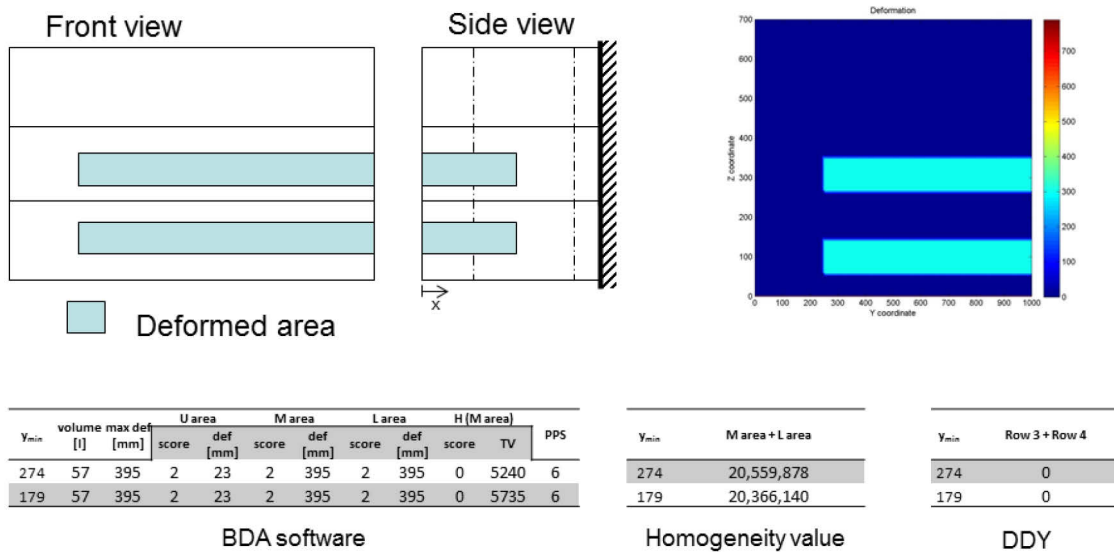 Front view
Side view
x
Deformed area
Deformation
700
600
500
400
300
200
100
0
Z coordinate
0 100 200 300 400 500 600 700 800 900 1000
Y coordinate
700
600
500
400
300
200
100
0
U area M area L area H (M area)
ymin volume [l] max def [mm] score def [mm] score def [mm] score def [mm] score TV PPS
274 57 395 2 23 2 395 2 395 0 5240 6
179 57 395 2 23 2 395 2 395 0 5735 6
BDA software
ymin M area + L area
274 20,559,878
179 20,366,140
Homogeneity value
ymin Row 3 + Row 4
274 0
179 0
DDY